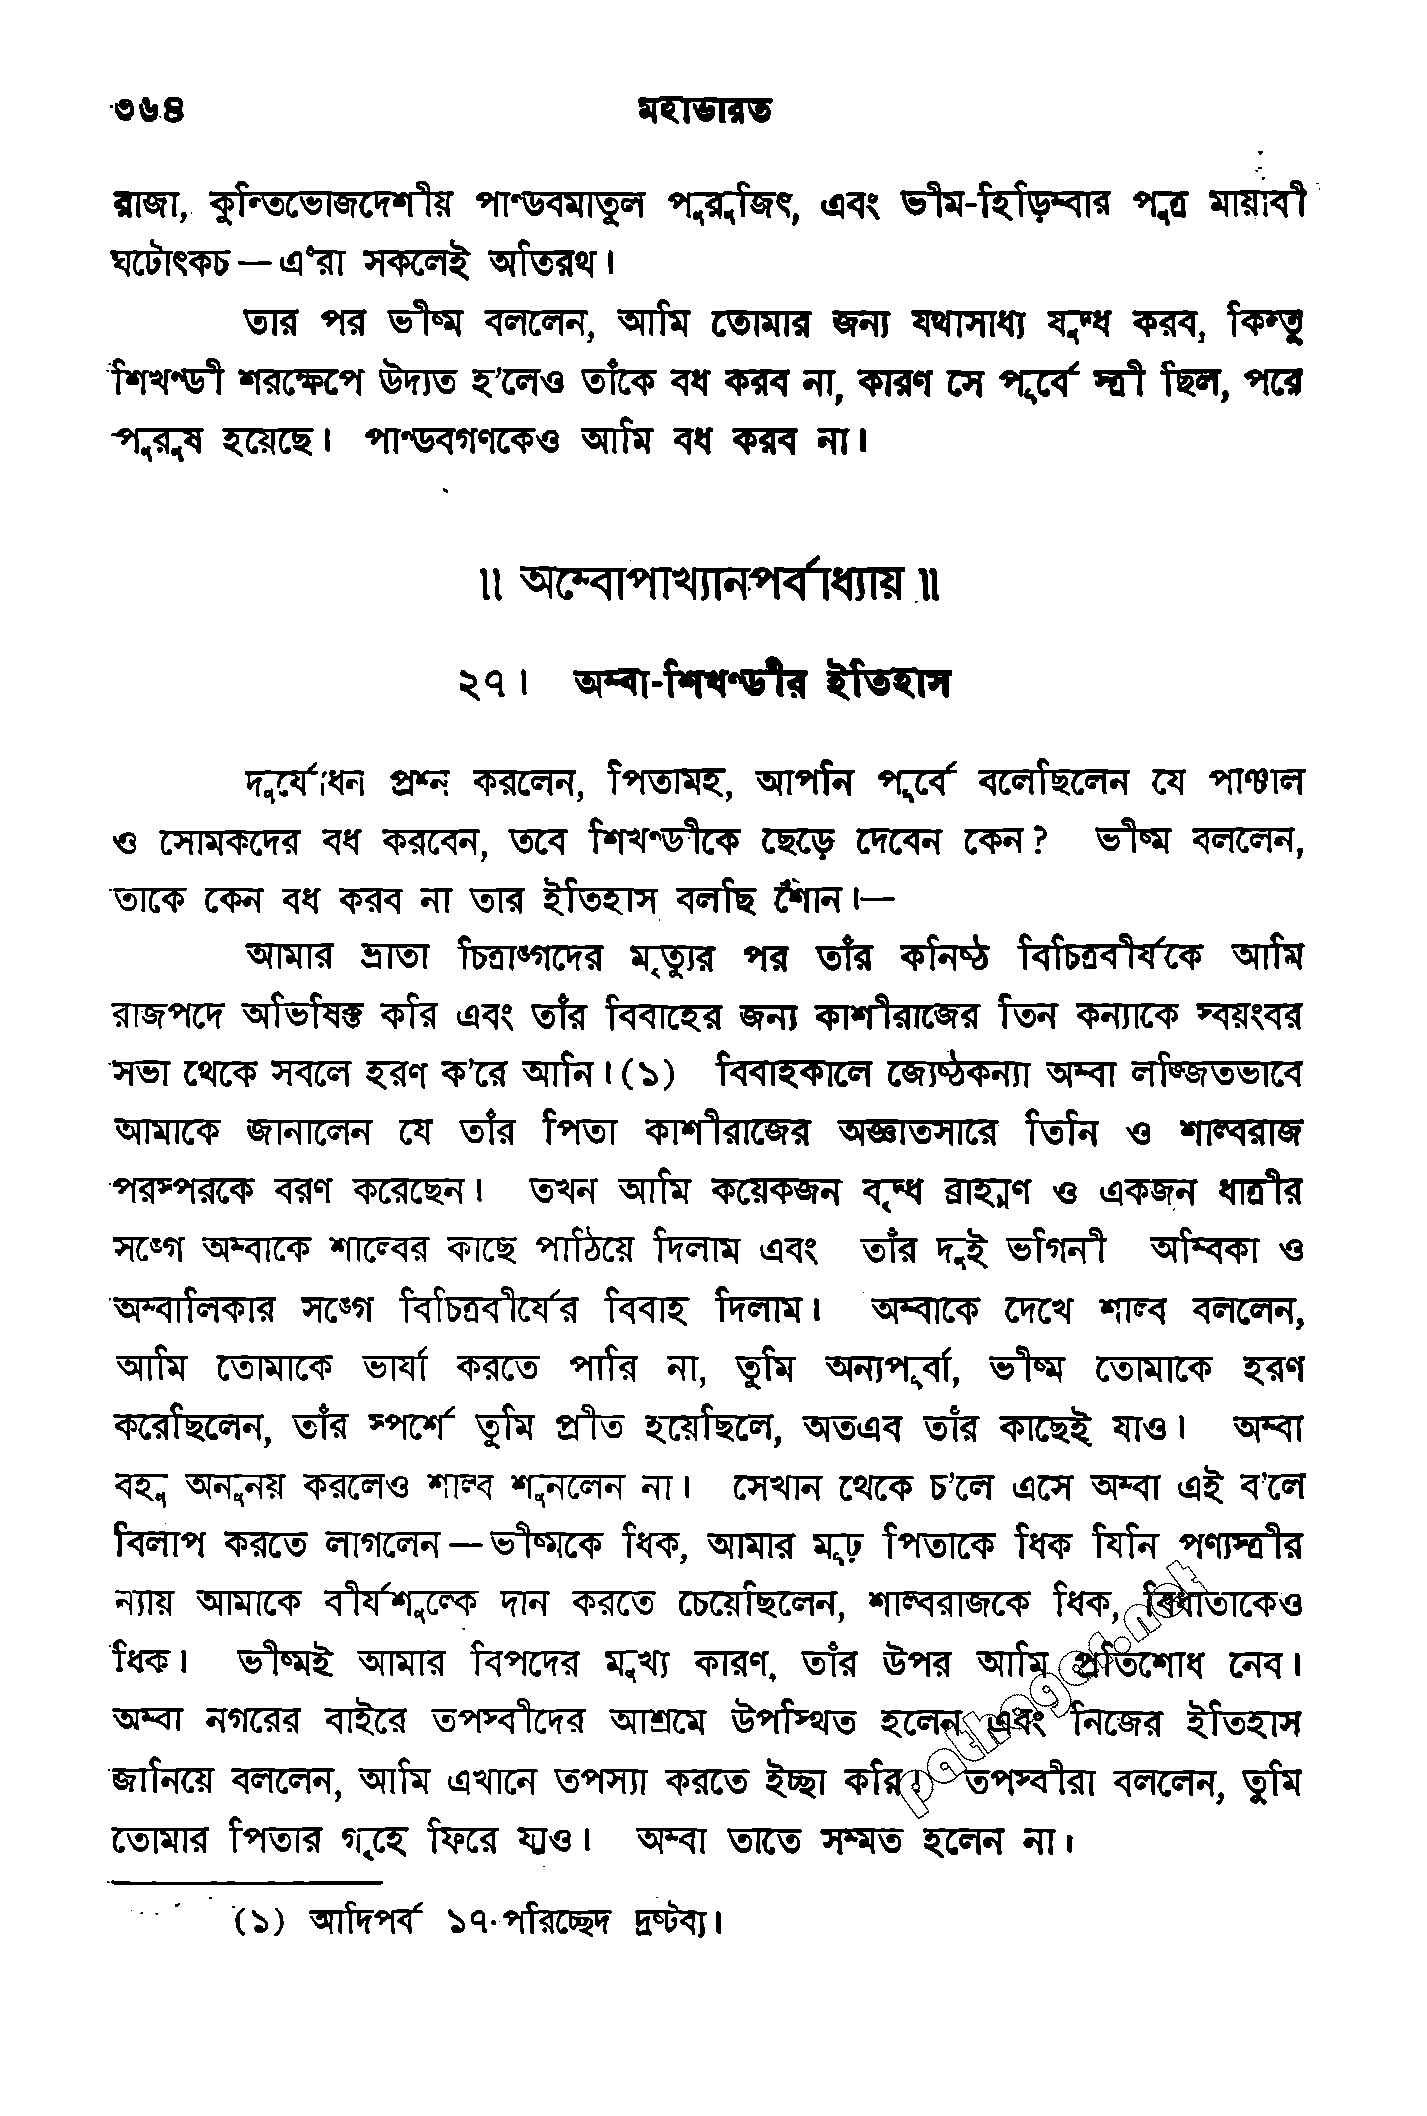 ৩৬৪ মহাভারত
রাজা, কুন্তিভোজদেশীয় পাণ্ডবমাতুল পুরুজিৎ, এবং ভীম-হিড়িম্বার পুত্র মায়াবী
ঘটোৎকচ—এঁরা সকলেই অতিরথ।
তার পর ভীষ্ম বললেন, আমি তোমার জন্য যথাসাধ্য যুদ্ধ করব, কিন্তু
শিখণ্ডী শরক্ষেপে উদ্যত হ'লেও তাঁকে বধ করব না, কারণ সে পূর্বে স্ত্রী ছিল, পরে
পুরুষ হয়েছে। পাণ্ডবগণকেও আমি বধ করব না।
॥ অম্বোপাখ্যানপর্বাধ্যায় ॥
২৭। অম্বা-শিখণ্ডীর ইতিহাস
দুর্যোধন প্রশ্ন করলেন, পিতামহ, আপনি পূর্বে বলেছিলেন যে পাঞ্চাল
ও সোমকদের বধ করবেন, তবে শিখণ্ডীকে ছেড়ে দেবেন কেন? ভীষ্ম বললেন,
তাকে কেন বধ করব না তার ইতিহাস বলছি শোন।—
আমার ভ্রাতা চিত্রাঙ্গদের মৃত্যুর পর তাঁর কনিষ্ঠ বিচিত্রবীর্যকে আমি
রাজপদে অভিষিক্ত করি এবং তাঁর বিবাহের জন্য কাশীরাজের তিন কন্যাকে স্বয়ংবর
সভা থেকে সবলে হরণ ক'রে আনি।(১) বিবাহকালে জ্যেষ্ঠকন্যা অম্বা লজ্জিতভাবে
আমাকে জানালেন যে তাঁর পিতা কাশীরাজের অজ্ঞাতসারে তিনি ও শাল্বরাজ
পরস্পরকে বরণ করেছেন। তখন আমি কয়েকজন বৃদ্ধ ব্রাহ্মণ ও একজন ধাত্রীর
সঙ্গে অম্বাকে শাল্বের কাছে পাঠিয়ে দিলাম এবং তাঁর দুই ভগিনী অম্বিকা ও
অম্বালিকার সঙ্গে বিচিত্রবীর্যের বিবাহ দিলাম। অম্বাকে দেখে শাল্ব বললেন,
আমি তোমাকে ভার্যা করতে পারি না, তুমি অন্যপূর্বা, ভীষ্ম তোমাকে হরণ
করেছিলেন, তাঁর স্পর্শে তুমি প্রীত হয়েছিলে, অতএব তাঁর কাছেই যাও। অম্বা
বহু অনুনয় করলেও শাল্ব শুনলেন না। সেখান থেকে চ'লে এসে অম্বা এই ব'লে
বিলাপ করতে লাগলেন—ভীষ্মকে ধিক, আমার মূঢ় পিতাকে ধিক যিনি পণ্যস্ত্রীর
ন্যায় আমাকে বীর্যশুল্কে দান করতে চেয়েছিলেন, শাল্বরাজকে ধিক, বিধাতাকেও
ধিক। ভীষ্মই আমার বিপদের মুখ্য কারণ, তাঁর উপর আমি প্রতিশোধ নেব।
অম্বা নগরের বাইরে তপস্বীদের আশ্রমে উপস্থিত হলেন এবং নিজের ইতিহাস
জানিয়ে বললেন, আমি এখানে তপস্যা করতে ইচ্ছা করি। তপস্বীরা বললেন, তুমি
তোমার পিতার গৃহে ফিরে যাও। অম্বা তাতে সম্মত হলেন না।
(১) আদিপর্ব ১৭-পরিচ্ছেদ দ্রষ্টব্য।
pathagar.net